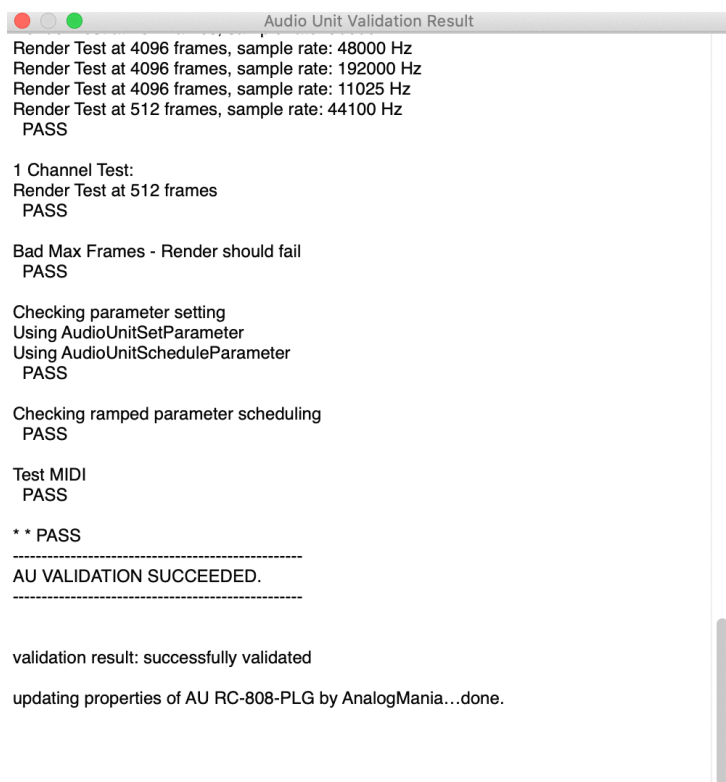 Audio Unit Validation Result
Render Test at 4096 frames, sample rate: 48000 Hz
Render Test at 4096 frames, sample rate: 192000 Hz
Render Test at 4096 frames, sample rate: 11025 Hz
Render Test at 512 frames, sample rate: 44100 Hz
PASS
1 Channel Test:
Render Test at 512 frames
PASS
Bad Max Frames - Render should fail
PASS
Checking parameter setting
Using AudioUnitSetParameter
Using AudioUnitScheduleParameter
PASS
Checking ramped parameter scheduling
PASS
Test MIDI
PASS
* * PASS
--------------------------------------------------
AU VALIDATION SUCCEEDED.
--------------------------------------------------
validation result: successfully validated
updating properties of AU RC-808-PLG by AnalogMania…done.